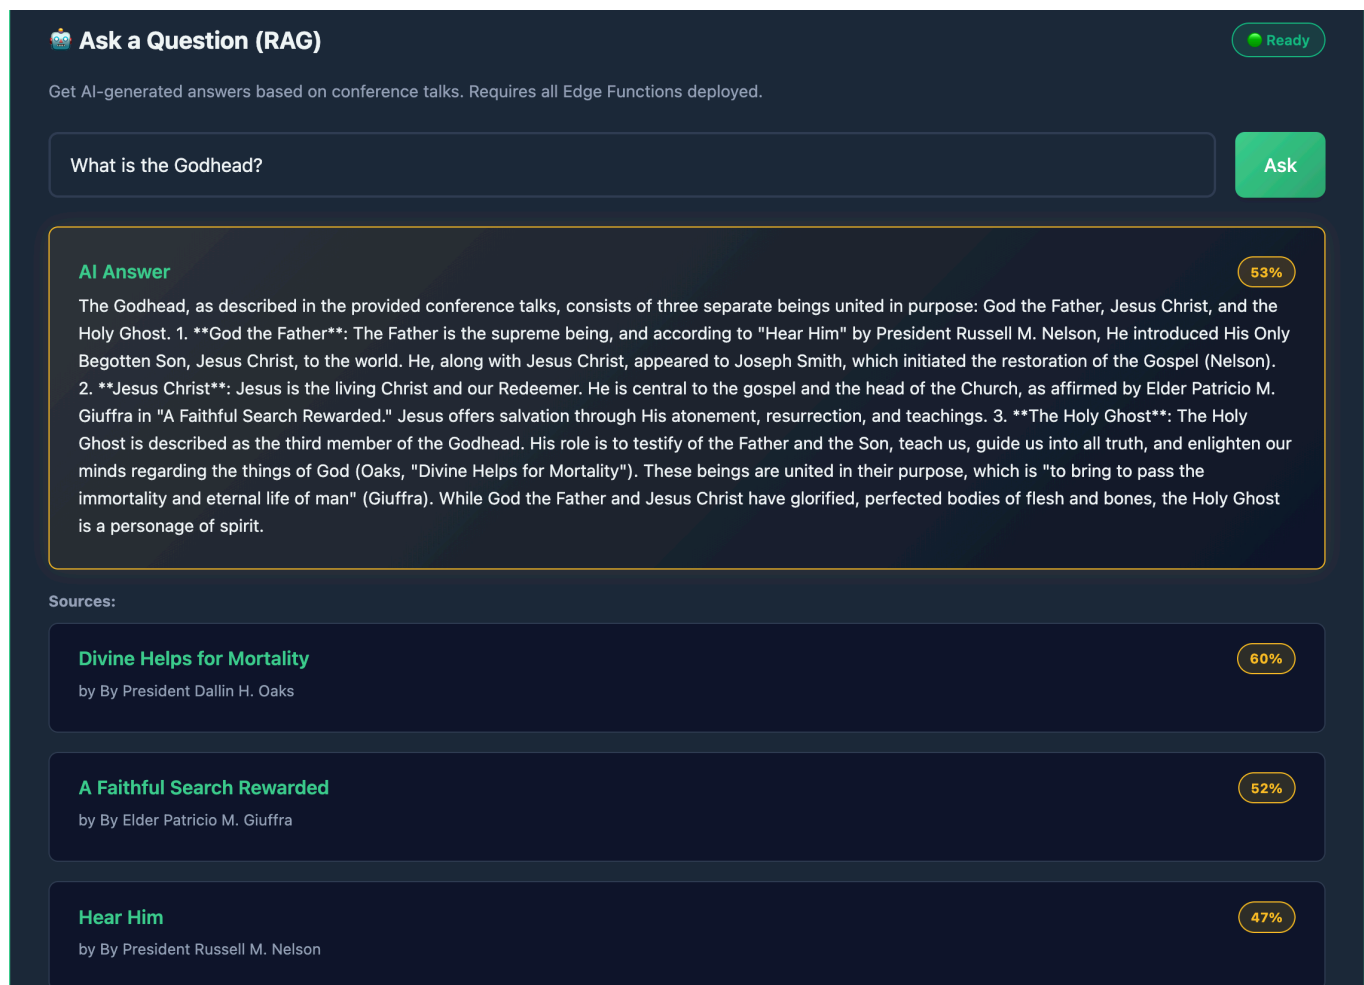 🤖 Ask a Question (RAG)
Ready
Get AI-generated answers based on conference talks. Requires all Edge Functions deployed.
What is the Godhead?
Ask
AI Answer
53%
The Godhead, as described in the provided conference talks, consists of three separate beings united in purpose: God the Father, Jesus Christ, and the
Holy Ghost. 1. **God the Father**: The Father is the supreme being, and according to "Hear Him" by President Russell M. Nelson, He introduced His Only
Begotten Son, Jesus Christ, to the world. He, along with Jesus Christ, appeared to Joseph Smith, which initiated the restoration of the Gospel (Nelson).
2. **Jesus Christ**: Jesus is the living Christ and our Redeemer. He is central to the gospel and the head of the Church, as affirmed by Elder Patricio M.
Giuffra in "A Faithful Search Rewarded." Jesus offers salvation through His atonement, resurrection, and teachings. 3. **The Holy Ghost**: The Holy
Ghost is described as the third member of the Godhead. His role is to testify of the Father and the Son, teach us, guide us into all truth, and enlighten our
minds regarding the things of God (Oaks, "Divine Helps for Mortality"). These beings are united in their purpose, which is "to bring to pass the
immortality and eternal life of man" (Giuffra). While God the Father and Jesus Christ have glorified, perfected bodies of flesh and bones, the Holy Ghost
is a personage of spirit.
Sources:
Divine Helps for Mortality
60%
by By President Dallin H. Oaks
A Faithful Search Rewarded
52%
by By Elder Patricio M. Giuffra
Hear Him
47%
by By President Russell M. Nelson